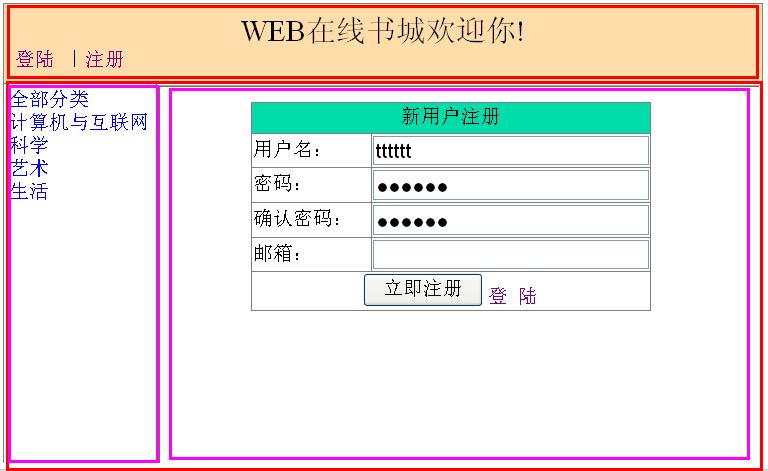 WEB在线书城欢迎你!
登陆 | 注册
全部分类
计算机与互联网
科学
艺术
生活
新用户注册
用户名: tttttt
密码: ●●●●●●
确认密码: ●●●●●●
邮箱:
立即注册 登 陆